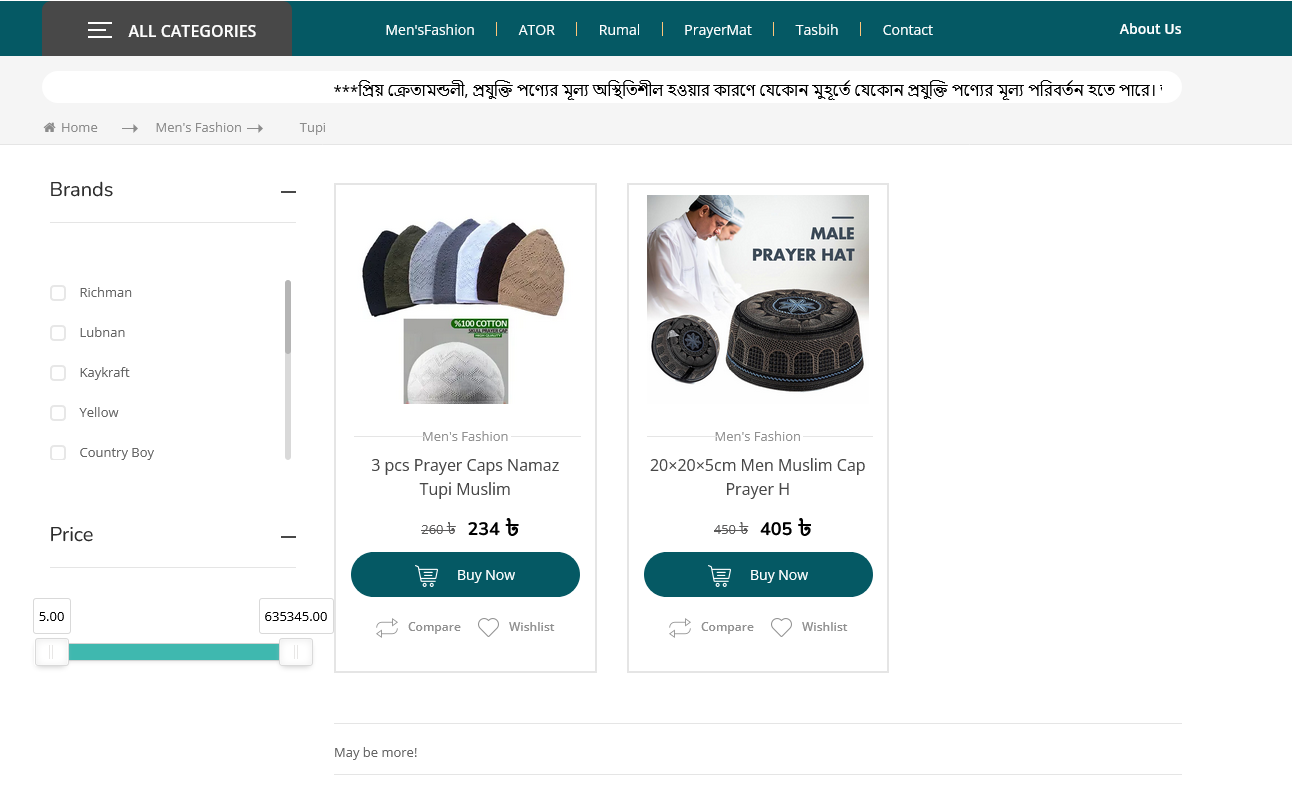 ALL CATEGORIES
Men'sFashion
ATOR
Rumal
PrayerMat
Tasbih
Contact
About Us
***প্রিয় ক্রেতামন্ডলী, প্রযুক্তি পণ্যের মূল্য অস্থিতিশীল হওয়ার কারণে যেকোন মুহূর্তে যেকোন প্রযুক্তি পণ্যের মূল্য পরিবর্তন হতে পারে।
Home → Men's Fashion → Tupi
Brands
Richman
Lubnan
Kaykraft
Yellow
Country Boy
Price
5.00
635345.00
%100 COTTON
SKULL PRAYER CAP
Men's Fashion
3 pcs Prayer Caps Namaz
Tupi Muslim
260 ৳ 234 ৳
Buy Now
Compare
Wishlist
MALE
PRAYER HAT
Men's Fashion
20×20×5cm Men Muslim Cap
Prayer H
450 ৳ 405 ৳
Buy Now
Compare
Wishlist
May be more!